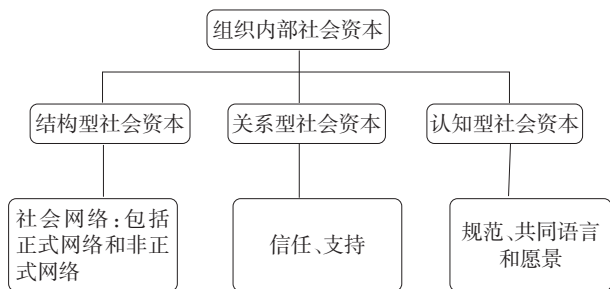 组织内部社会资本
结构型社会资本
关系型社会资本
认知型社会资本
社会网络:包括
正式网络和非正
式网络
信任、支持
规范、共同语言
和愿景